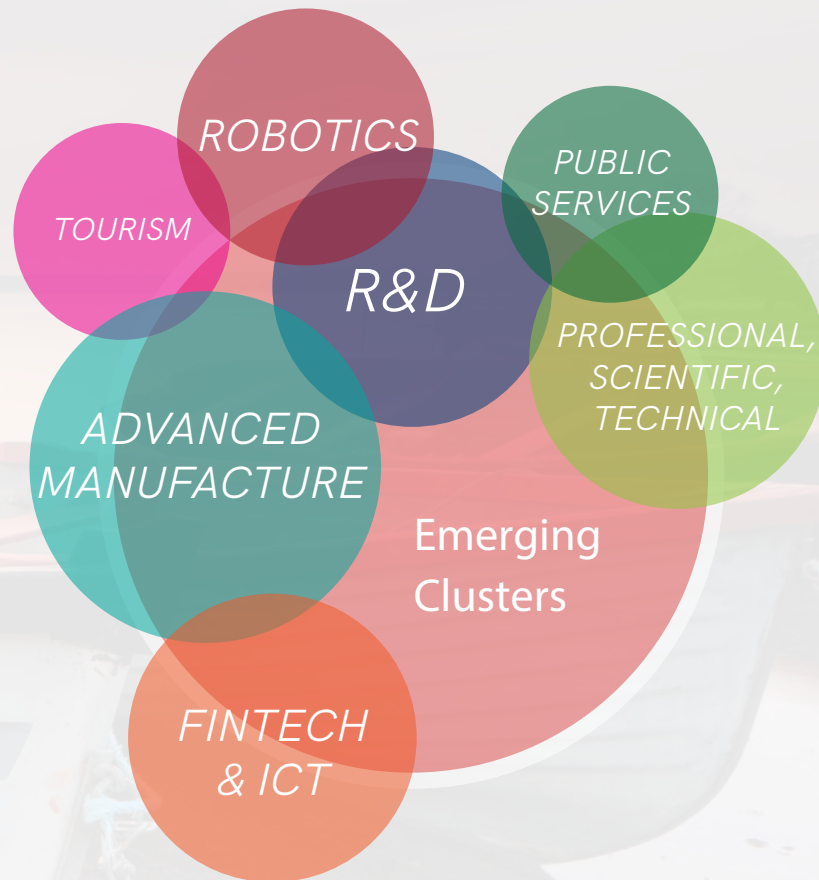 ROBOTICS
PUBLIC
SERVICES
TOURISM
R&D
PROFESSIONAL,
SCIENTIFIC,
TECHNICAL
ADVANCED
MANUFACTURE
Emerging
Clusters
FINTECH
& ICT